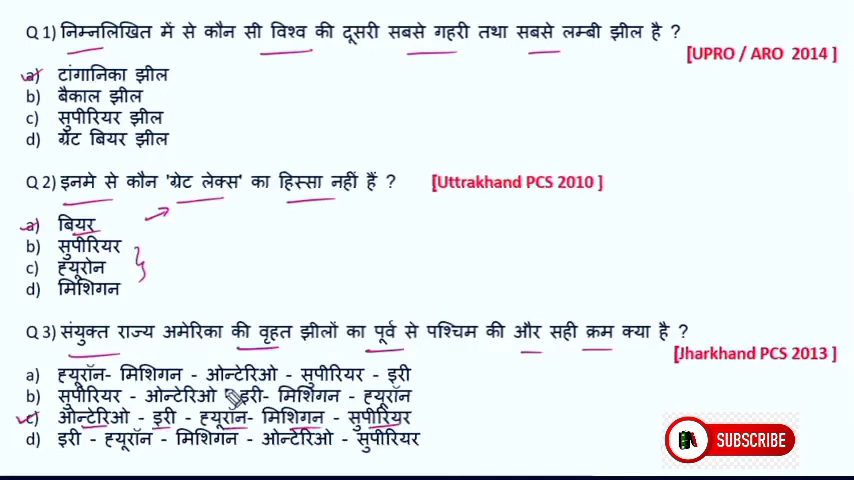 Q 1) निम्नलिखित में से कौन सी विश्व की दूसरी सबसे गहरी तथा सबसे लम्बी झील है ?
[UPRO / ARO 2014 ]
a) टांगानिका झील
b) बैकाल झील
c) सुपीरियर झील
d) ग्रेट बियर झील
Q 2) इनमे से कौन 'ग्रेट लेक्स' का हिस्सा नहीं हैं ? [Uttrakhand PCS 2010 ]
a) बियर
b) सुपीरियर
c) ह्यूरोन
d) मिशिगन
Q 3) संयुक्त राज्य अमेरिका की वृहत झीलों का पूर्व से पश्चिम की और सही क्रम क्या है ?
[Jharkhand PCS 2013 ]
a) ह्यूरॉन- मिशिगन - ओन्टेरिओ - सुपीरियर - इरी
b) सुपीरियर - ओन्टेरिओ - इरी- मिशिगन - ह्यूरॉन
c) ओन्टेरिओ - इरी - ह्यूरॉन- मिशिगन - सुपीरियर
d) इरी - ह्यूरॉन - मिशिगन - ओन्टेरिओ - सुपीरियर
SUBSCRIBE